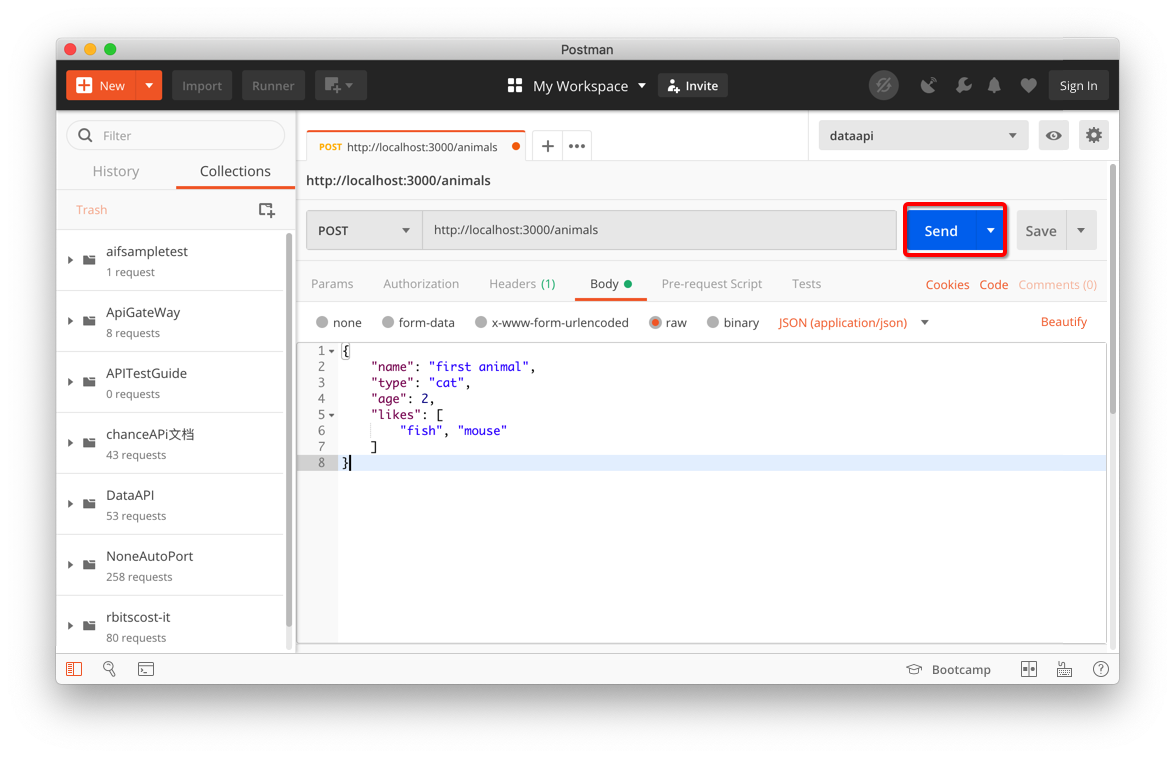 Postman
New Import Runner My Workspace Invite Sign In
Filter
History Collections
Trash
aifsampletest
1 request
ApiGateWay
8 requests
APITestGuide
0 requests
chanceAPi文档
43 requests
DataAPI
53 requests
NoneAutoPort
258 requests
rbitscost-it
80 requests
POST http://localhost:3000/animals
dataapi
http://localhost:3000/animals
POST http://localhost:3000/animals Send Save
Params Authorization Headers (1) Body Pre-request Script Tests Cookies Code Comments (0)
none form-data x-www-form-urlencoded raw binary JSON (application/json) Beautify
1 {
2 "name": "first animal",
3 "type": "cat",
4 "age": 2,
5 "likes": [
6 "fish", "mouse"
7 ]
8 }
Bootcamp